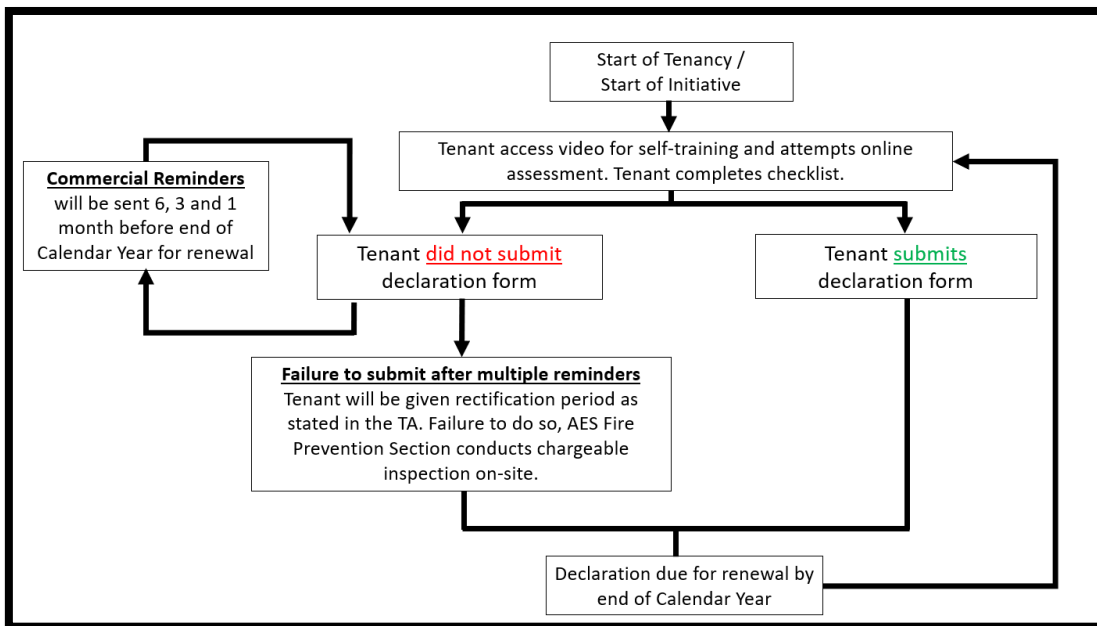 Start of Tenancy /
Start of Initiative
Tenant access video for self-training and attempts online
assessment. Tenant completes checklist.
Commercial Reminders
will be sent 6, 3 and 1
month before end of
Calendar Year for renewal
Tenant did not submit
declaration form
Tenant submits
declaration form
Failure to submit after multiple reminders
Tenant will be given rectification period as
stated in the TA. Failure to do so, AES Fire
Prevention Section conducts chargeable
inspection on-site.
Declaration due for renewal by
end of Calendar Year